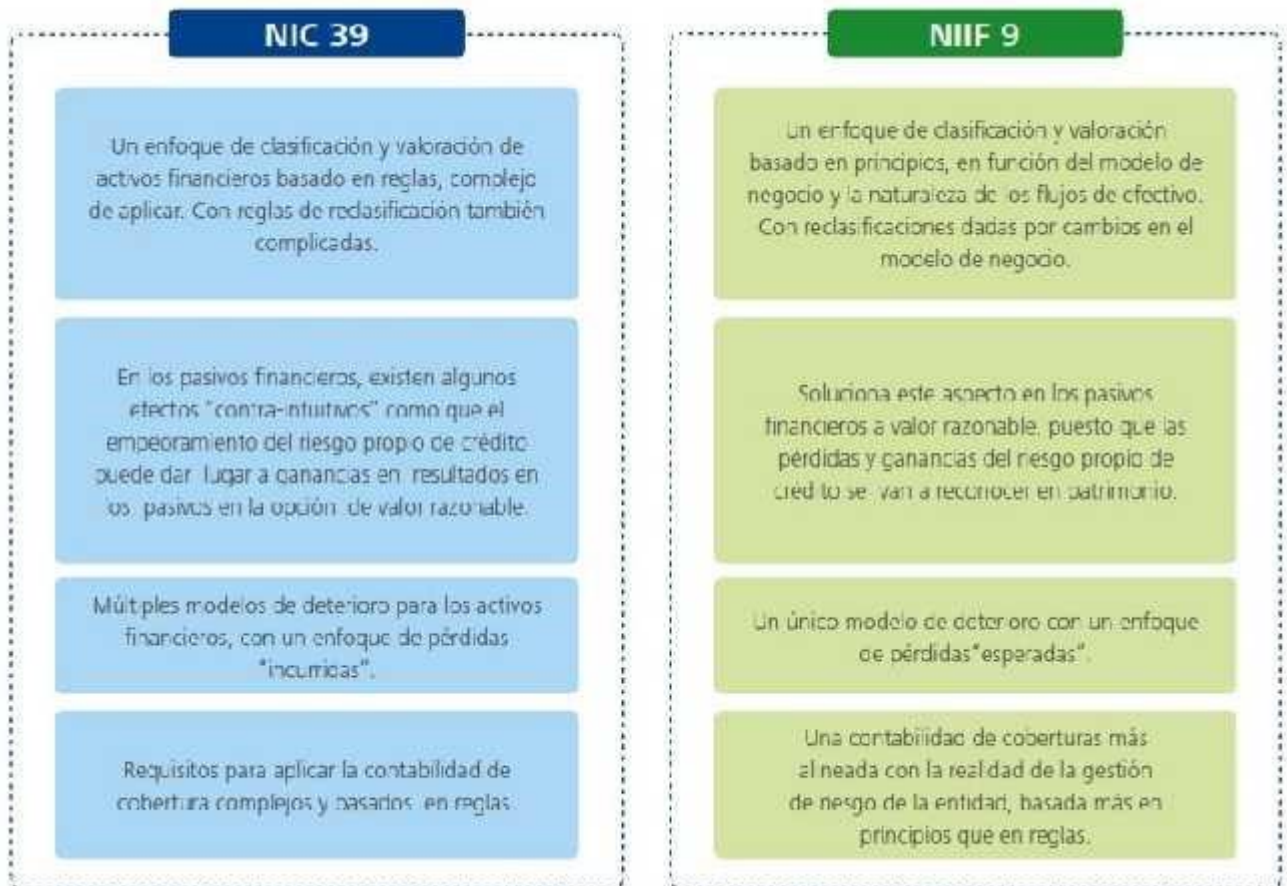 NIC 39
Un enfoque de clasificación y valoración de
activos financieros basado en reglas, complejo
de aplicar. Con reglas de reclasificación también
complicadas.
En los pasivos financieros, existen algunos
efectos "contra-intuitivos" como que el
empeoramiento del riesgo propio de crédito
puede dar lugar a ganancias en resultados en
los pasivos en la opción de valor razonable.
Múltiples modelos de deterioro para los activos
financieros, con un enfoque de pérdidas
"incurridas".
Requisitos para aplicar la contabilidad de
cobertura complejos y basados en reglas
NIIF 9
Un enfoque de clasificación y valoración
basado en principios, en función del modelo de
negocio y la naturaleza de los flujos de efectivo.
Con reclasificaciones dadas por cambios en el
modelo de negocio.
Soluciona este aspecto en los pasivos
financieros a valor razonable, puesto que las
pérdidas y ganancias del riesgo propio de
crédito se van a reconocer en patrimonio.
Un único modelo de deterioro con un enfoque
de pérdidas"esperadas".
Una contabilidad de coberturas más
alineada con la realidad de la gestión
de riesgo de la entidad, basada más en
principios que en reglas.